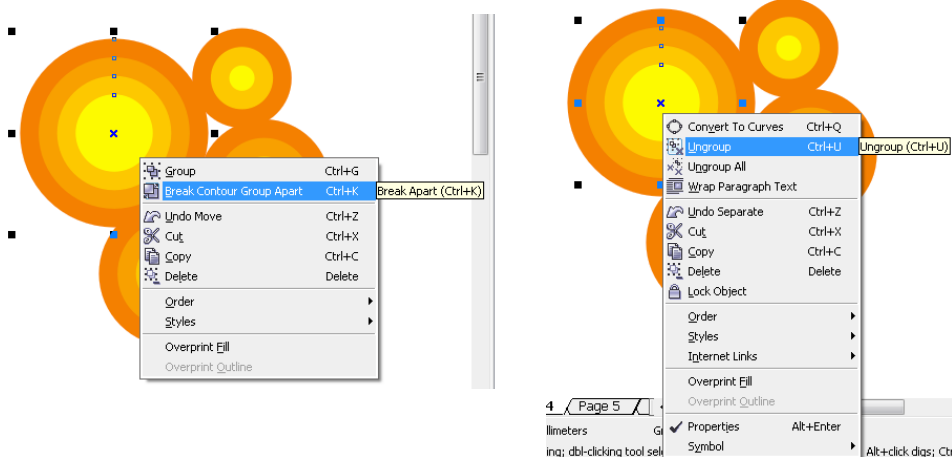 Group Ctrl+G
Break Contour Group Apart Ctrl+K
Break Apart (Ctrl+K)
Undo Move Ctrl+Z
Cut Ctrl+X
Copy Ctrl+C
Delete Delete
Order
Styles
Overprint Fill
Overprint Outline
Convert To Curves Ctrl+Q
Ungroup Ctrl+U
Ungroup (Ctrl+U)
Ungroup All
Wrap Paragraph Text
Undo Separate Ctrl+Z
Cut Ctrl+X
Copy Ctrl+C
Delete Delete
Lock Object
Order
Styles
Internet Links
Overprint Fill
Overprint Outline
Properties Alt+Enter
Symbol
4 Page 5
llimeters
ing; dbl-clicking tool sele
Alt+click digs; Ct